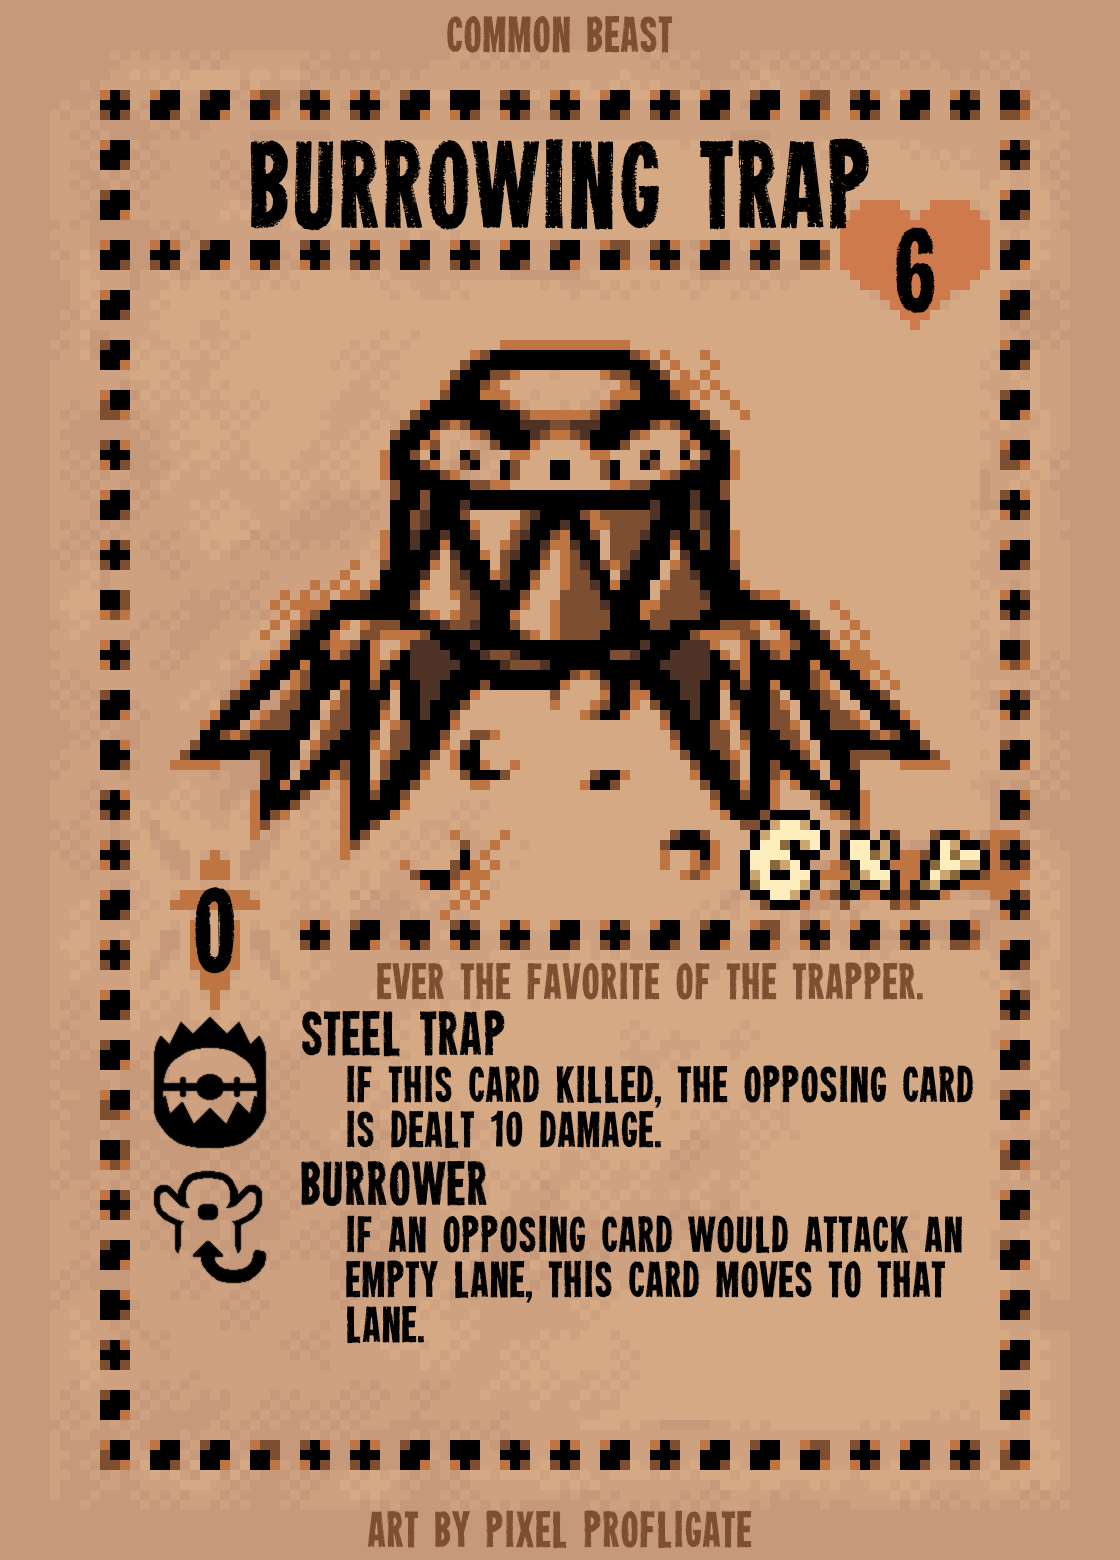 COMMON BEAST
BURROWING TRAP
6
6 x
0
EVER THE FAVORITE OF THE TRAPPER.
STEEL TRAP
IF THIS CARD KILLED, THE OPPOSING CARD
IS DEALT 10 DAMAGE.
BURROWER
IF AN OPPOSING CARD WOULD ATTACK AN
EMPTY LANE, THIS CARD MOVES TO THAT
LANE.
ART BY PIXEL PROFLIGATE